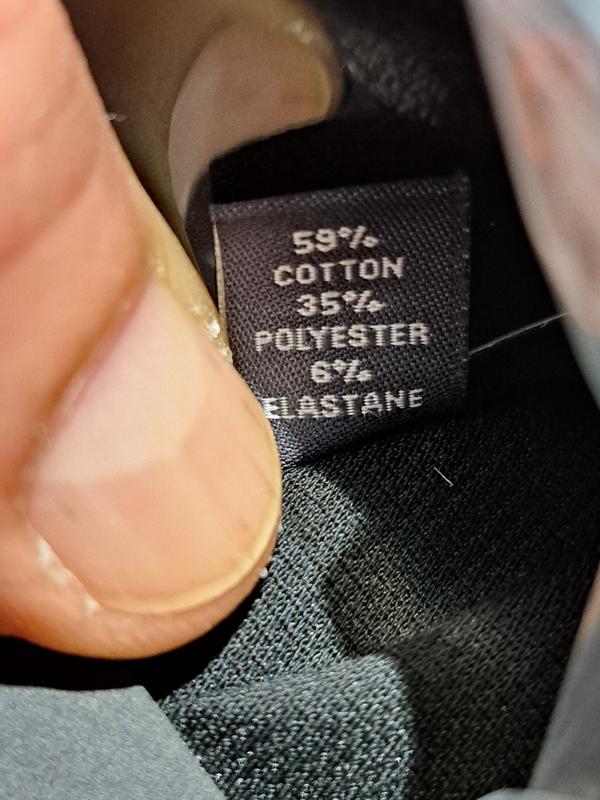 59%
COTTON
35%
POLYESTER
6%
ELASTANE